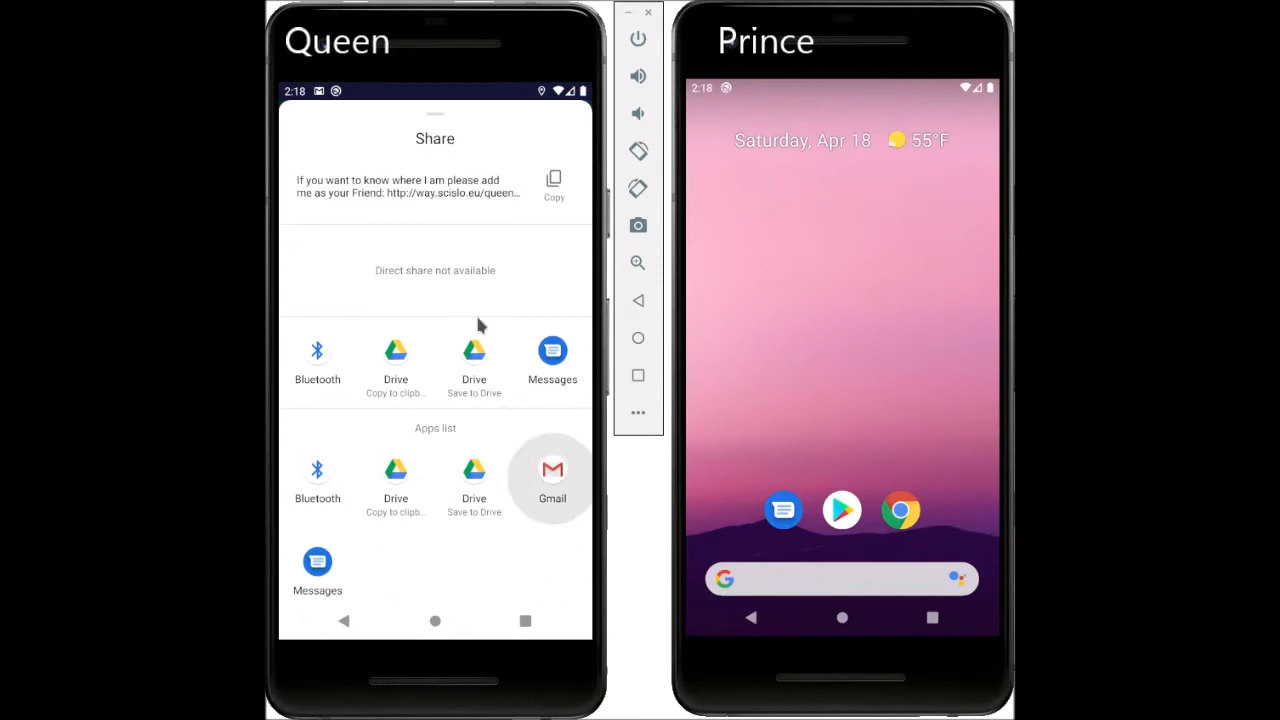 Queen
2:18
Share
If you want to know where I am please add
me as your Friend: http://way.scislo.eu/queen...
Copy
Direct share not available
Bluetooth
Drive
Copy to clipb...
Drive
Save to Drive
Messages
Apps list
Bluetooth
Drive
Copy to clipb...
Drive
Save to Drive
Gmail
Messages
Prince
2:18
Saturday, Apr 18
55°F